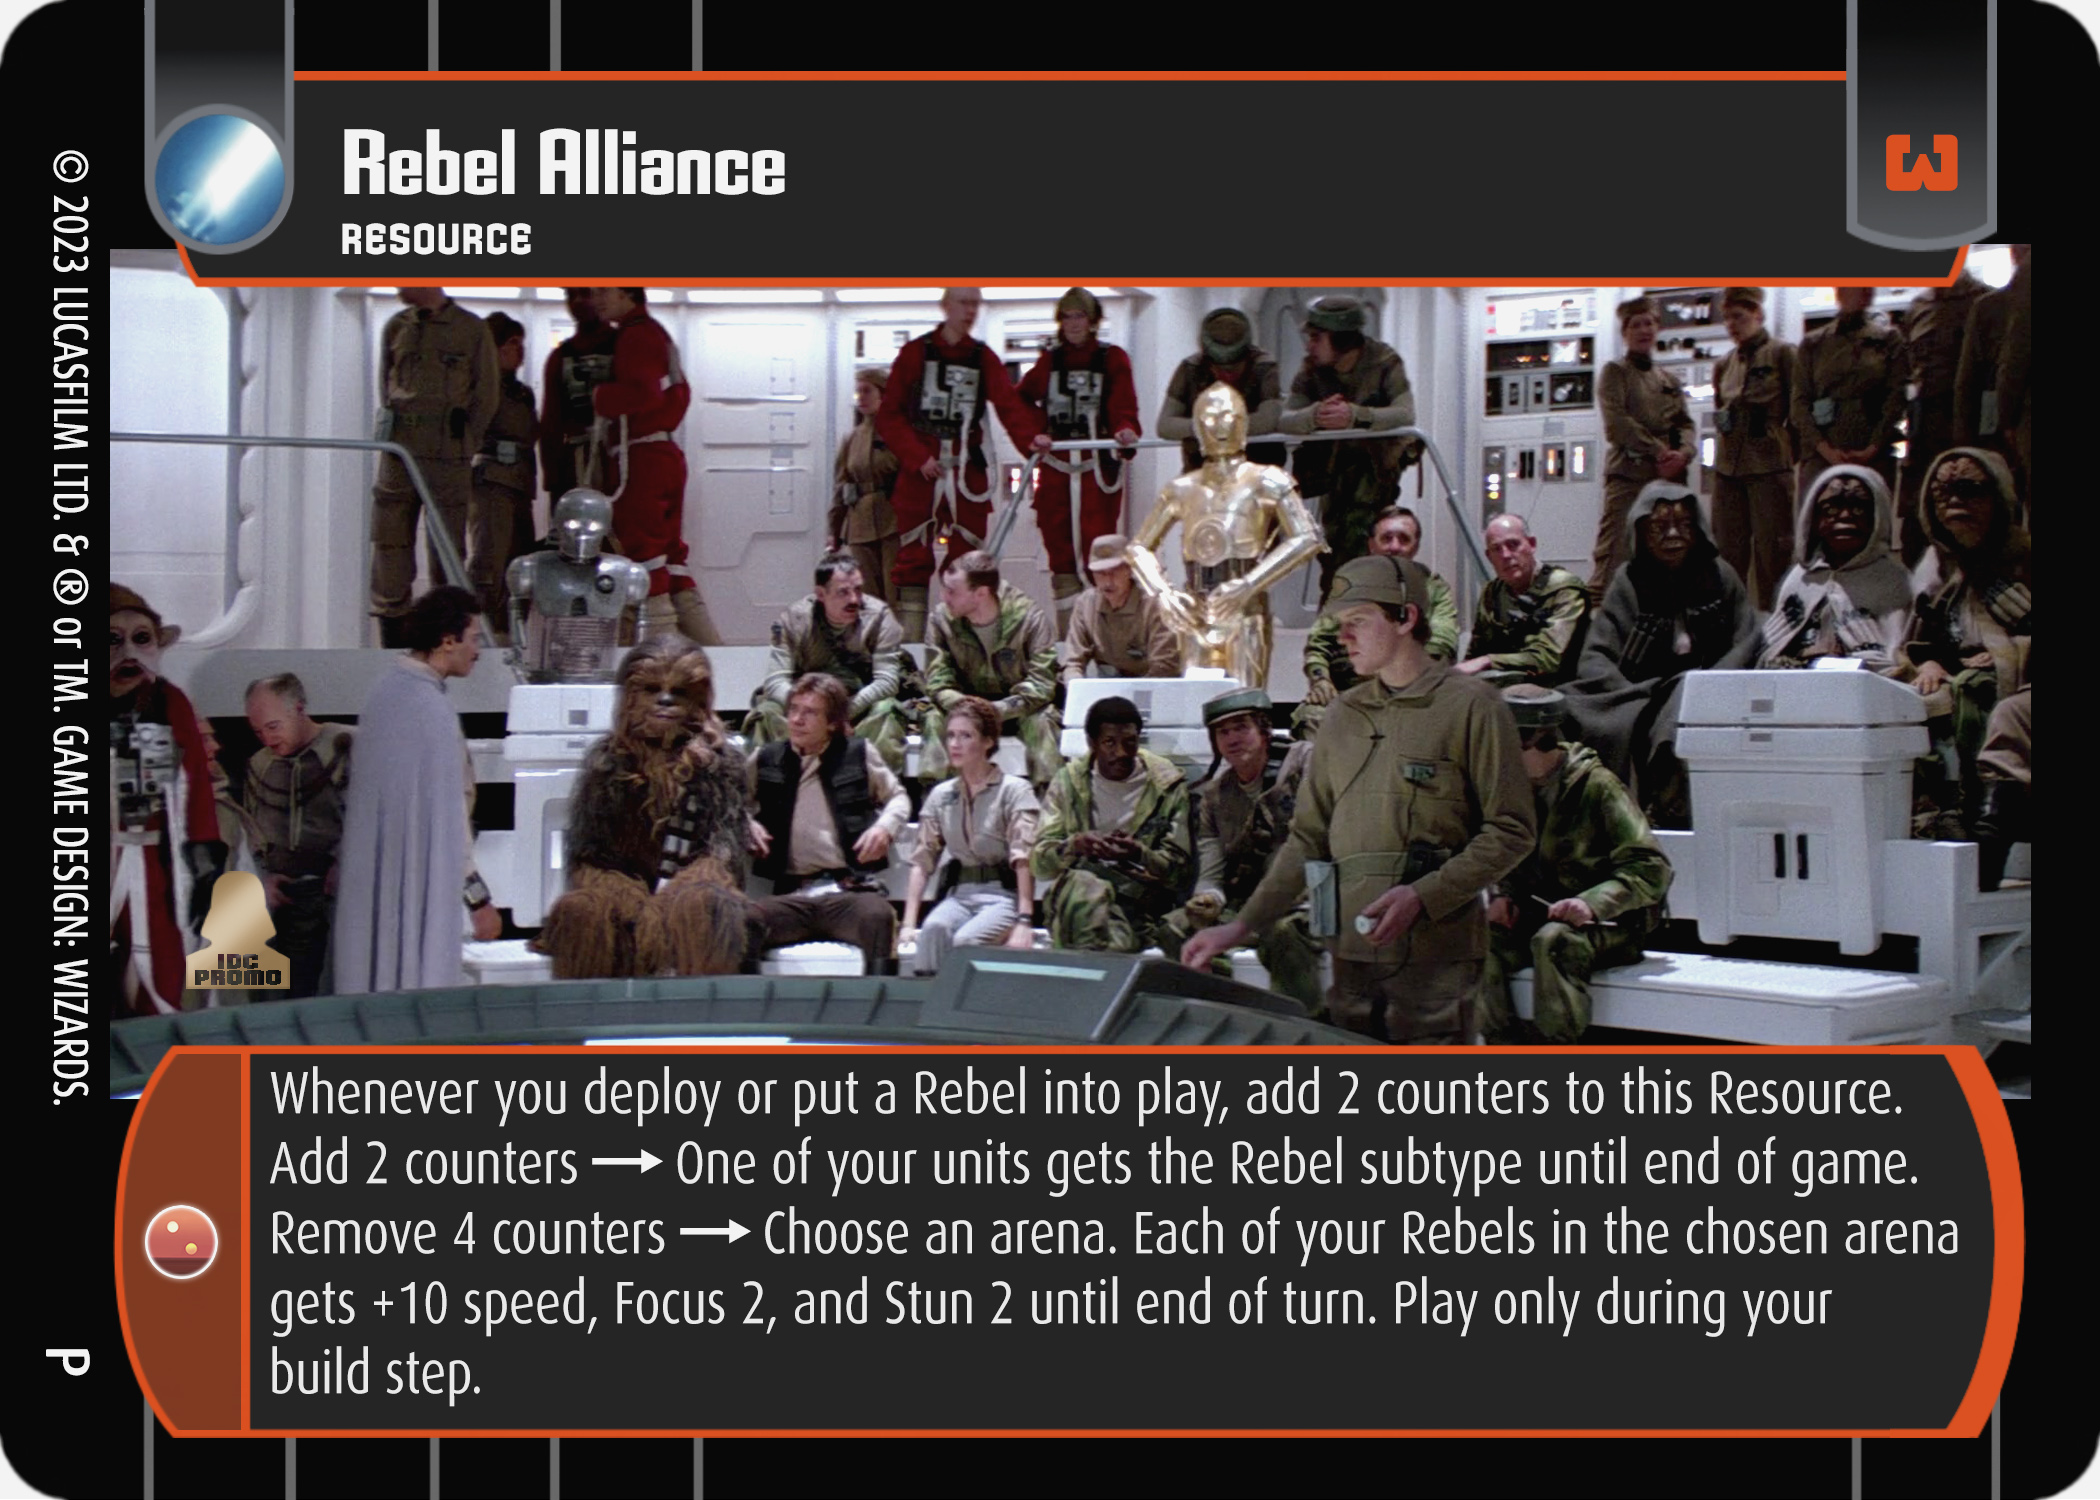 Rebel Alliance
3
RESOURCE
© 2023 LUCASFILM LTD. & ® or TM. GAME DESIGN: WIZARDS.
P
IDC
PROMO
Whenever you deploy or put a Rebel into play, add 2 counters to this Resource.
Add 2 counters → One of your units gets the Rebel subtype until end of game.
Remove 4 counters → Choose an arena. Each of your Rebels in the chosen arena
gets +10 speed, Focus 2, and Stun 2 until end of turn. Play only during your
build step.